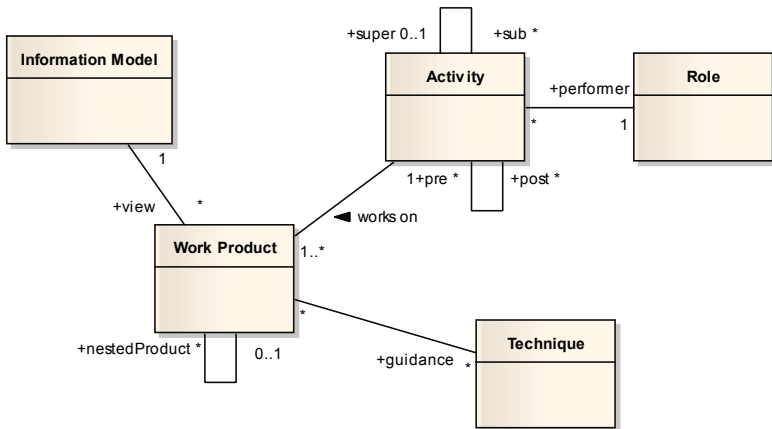 +super 0..1 +sub *
Information Model
Activity
Role
+performer
* 1
1
1 +pre * +post *
+view *
works on
Work Product
1..*
*
+nestedProduct * 0..1
Technique
+guidance *